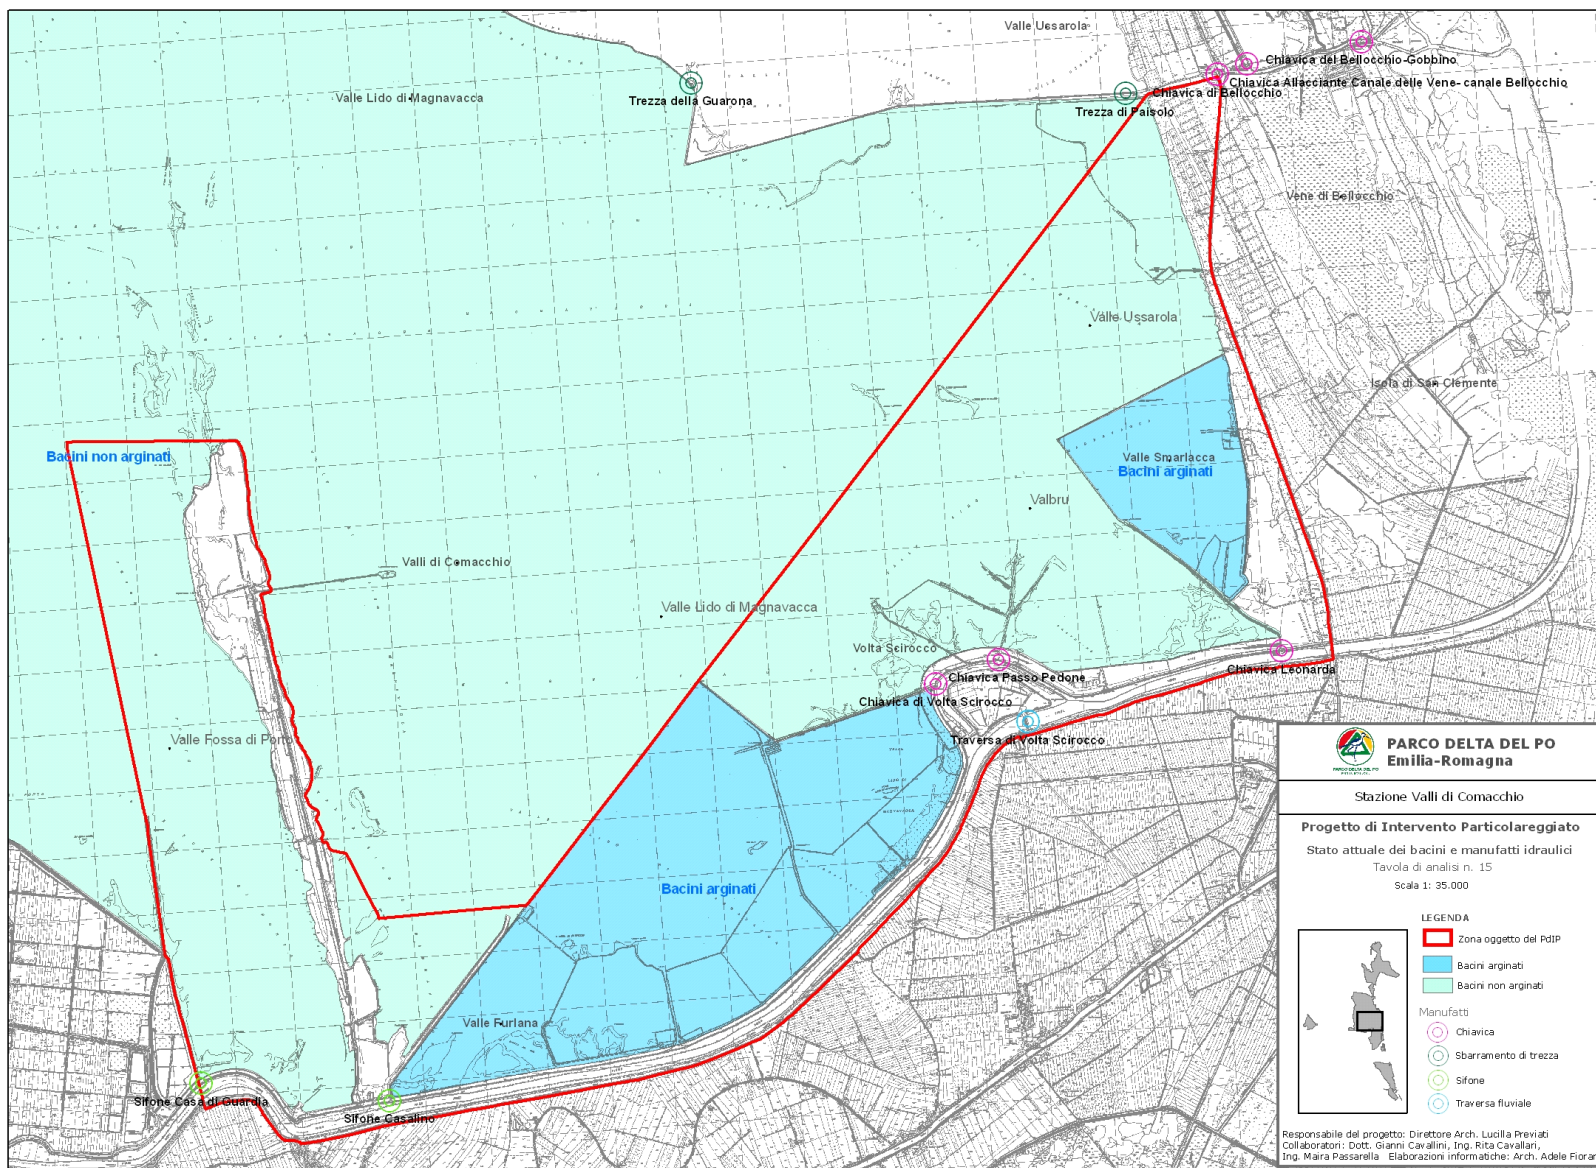 Valle Ussarola
Chiavica del Bellocchio-Gobbino
Chiavica Allacciante Canale delle Vene- canale Bellocchio
Chiavica di Bellocchio
Valle Lido di Magnavacca
Trezza della Guarona
Trezza di Paisolo
Vene di Bellocchio
Valle Ussarola
Isola di San Clemente
Bacini non arginati
Valle Smarlacca
Bacini arginati
Valbru
Valli di Comacchio
Valle Lido di Magnavacca
Volta Scirocco
Chiavica Passo Pedone
Chiavica Leonarda
Chiavica di Volta Scirocco
Traversa di Volta Scirocco
Valle Fossa di Porto
Bacini arginati
Valle Furlana
Sifone Casa di Guardia
Sifone Casalino
PARCO DELTA DEL PO
Emilia-Romagna
PARCO DELTA DEL PO
Stazione Valli di Comacchio
Progetto di Intervento Particolareggiato
Stato attuale dei bacini e manufatti idraulici
Tavola di analisi n. 15
Scala 1: 35.000
LEGENDA
Zona oggetto del PdIP
Bacini arginati
Bacini non arginati
Manufatti
Chiavica
Sbarramento di trezza
Sifone
Traversa fluviale
Responsabile del progetto: Direttore Arch. Lucilla Previati
Collaboratori: Dott. Gianni Cavallini, Ing. Rita Cavallari,
Ing. Maira Passarella Elaborazioni informatiche: Arch. Adele Fiora